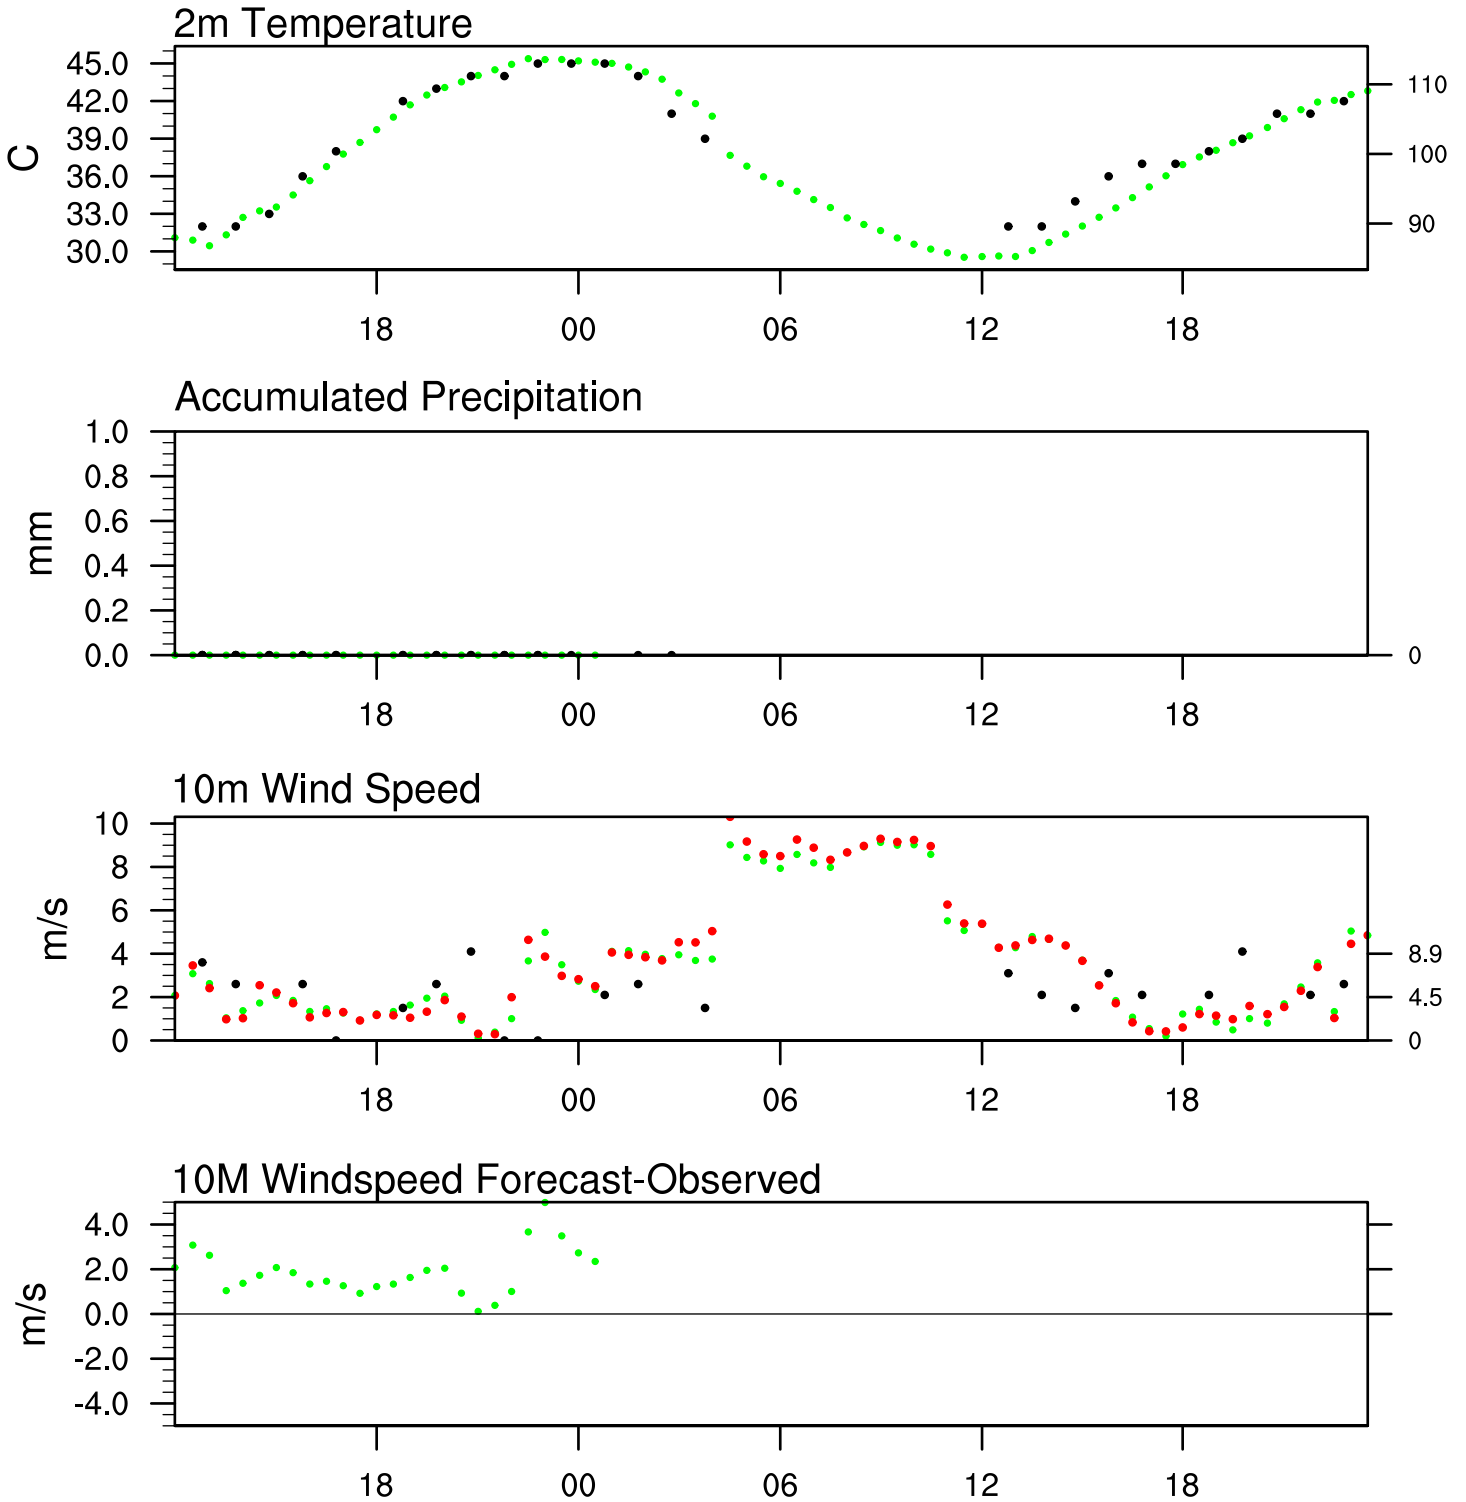 2m Temperature
C
45.0
42.0
39.0
36.0
33.0
30.0
110
100
90
18 00 06 12 18
Accumulated Precipitation
mm
1.0
0.8
0.6
0.4
0.2
0.0
0
18 00 06 12 18
10m Wind Speed
m/s
10
8
6
4
2
0
8.9
4.5
0
18 00 06 12 18
10M Windspeed Forecast-Observed
m/s
4.0
2.0
0.0
-2.0
-4.0
18 00 06 12 18